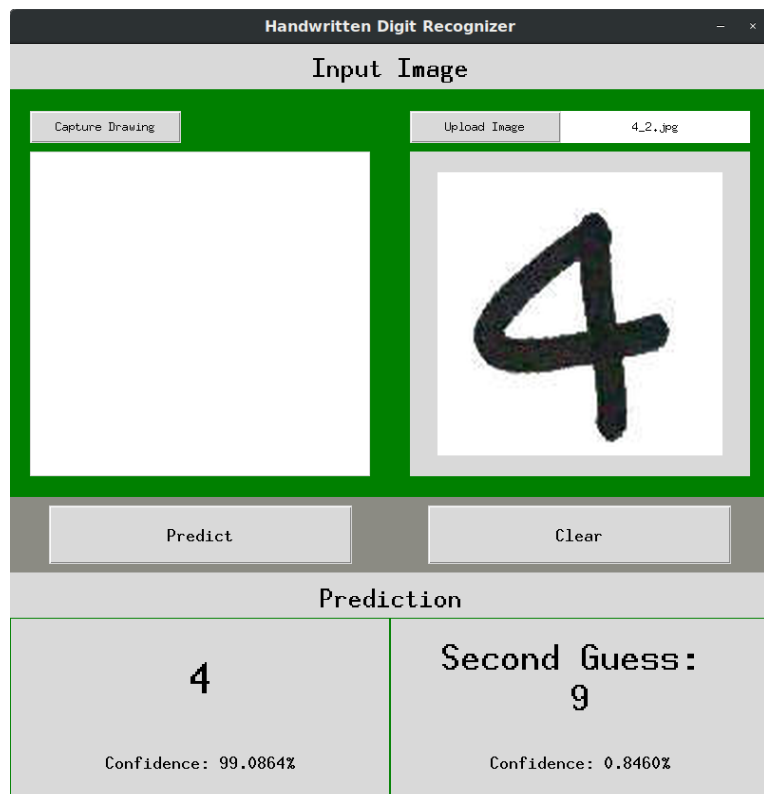 Handwritten Digit Recognizer
Input Image
Capture Drawing
Upload Image
4_2.jpg
4
Predict
Clear
Prediction
4
Confidence: 99.0864%
Second Guess:
9
Confidence: 0.8460%